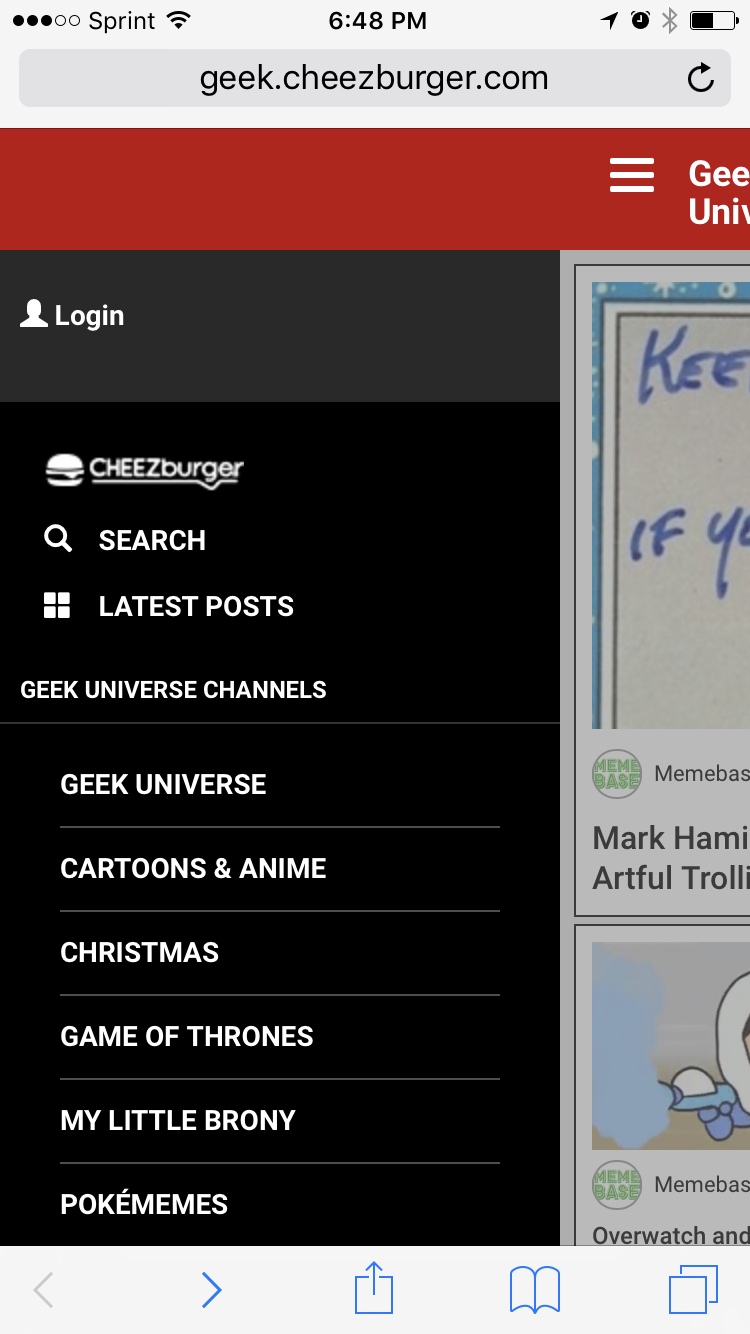 Sprint 6:48 PM
geek.cheezburger.com
Gee
Univ
Login
CHEEZburger
SEARCH
LATEST POSTS
GEEK UNIVERSE CHANNELS
GEEK UNIVERSE
CARTOONS & ANIME
CHRISTMAS
GAME OF THRONES
MY LITTLE BRONY
POKÉMEMES
KEE
IF YO
MEME BASE
Memebas
Mark Hami
Artful Trolli
MEME BASE
Memebas
Overwatch and